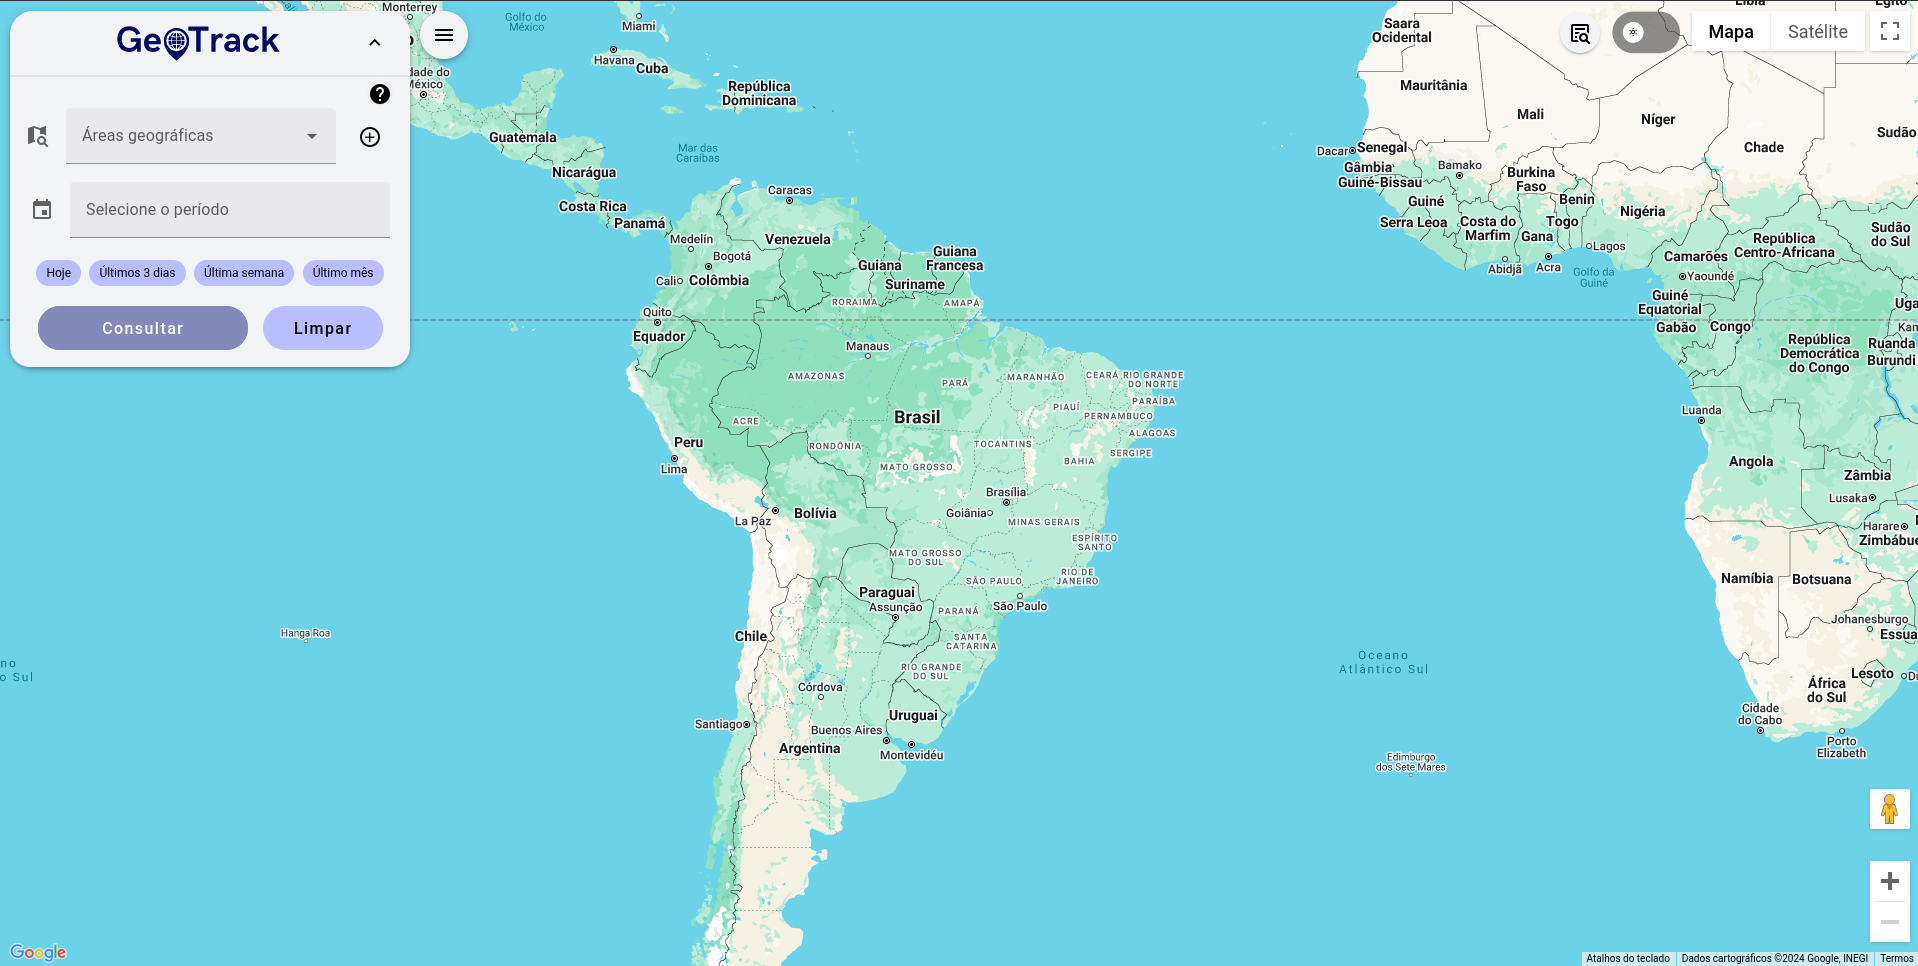 GeoTrack
?
Áreas geográficas
Selecione o período
Hoje
Últimos 3 dias
Última semana
Último mês
Consultar
Limpar
Mapa
Satélite
Monterrey
Golfo do
México
Miami
Havana
Cuba
dade do
México
República
Dominicana
Guatemala
Mar das
Caraíbas
Nicarágua
Caracas
Costa Rica
Panamá
Medelín
Venezuela
Bogotá
Guiana
Guiana
Francesa
Cali
Colômbia
Suriname
RORAIMA
AMAPÁ
Quito
Equador
Manaus
AMAZONAS
PARÁ
MARANHÃO
CEARÁ
RIO GRANDE
DO NORTE
PARAÍBA
PIAUÍ
PERNAMBUCO
Brasil
ACRE
ALAGOAS
Peru
RONDÔNIA
TOCANTINS
SERGIPE
Lima
MATO GROSSO
BAHIA
Brasília
La Paz
Bolívia
Goiânia
MINAS GERAIS
ESPÍRITO
SANTO
MATO GROSSO
DO SUL
RIO DE
JANEIRO
SÃO PAULO
Paraguai
Assunção
PARANÁ
São Paulo
Hanga Roa
Chile
SANTA
CATARINA
no
o Sul
RIO GRANDE
DO SUL
Córdova
Santiago
Uruguai
Buenos Aires
Argentina
Montevidéu
Saara
Ocidental
Líbia
Egito
Mauritânia
Mali
Níger
Sudão
Chade
Dacar
Senegal
Gâmbia
Guiné-Bissau
Bamako
Burkina
Faso
Benin
Guiné
Nigéria
Serra Leoa
Costa do
Marfim
Togo
Gana
Lagos
República
Centro-Africana
Sudão
do Sul
Camarões
Abidjã
Acra
Golfo da
Guiné
Yaoundé
Guiné
Equatorial
Uga
Gabão
Congo
Kam
República
Democrática
do Congo
Ruanda
Burundi
Luanda
Angola
Zâmbia
Lusaka
Harare
Zimbábue
Namíbia
Botsuana
Johanesburgo
Essua
Oceano
Atlântico Sul
Lesoto
Du
África
do Sul
Cidade
do Cabo
Porto
Elizabeth
Edimburgo
dos Sete Mares
Google
Atalhos do teclado
Dados cartográficos ©2024 Google, INEGI
Termos